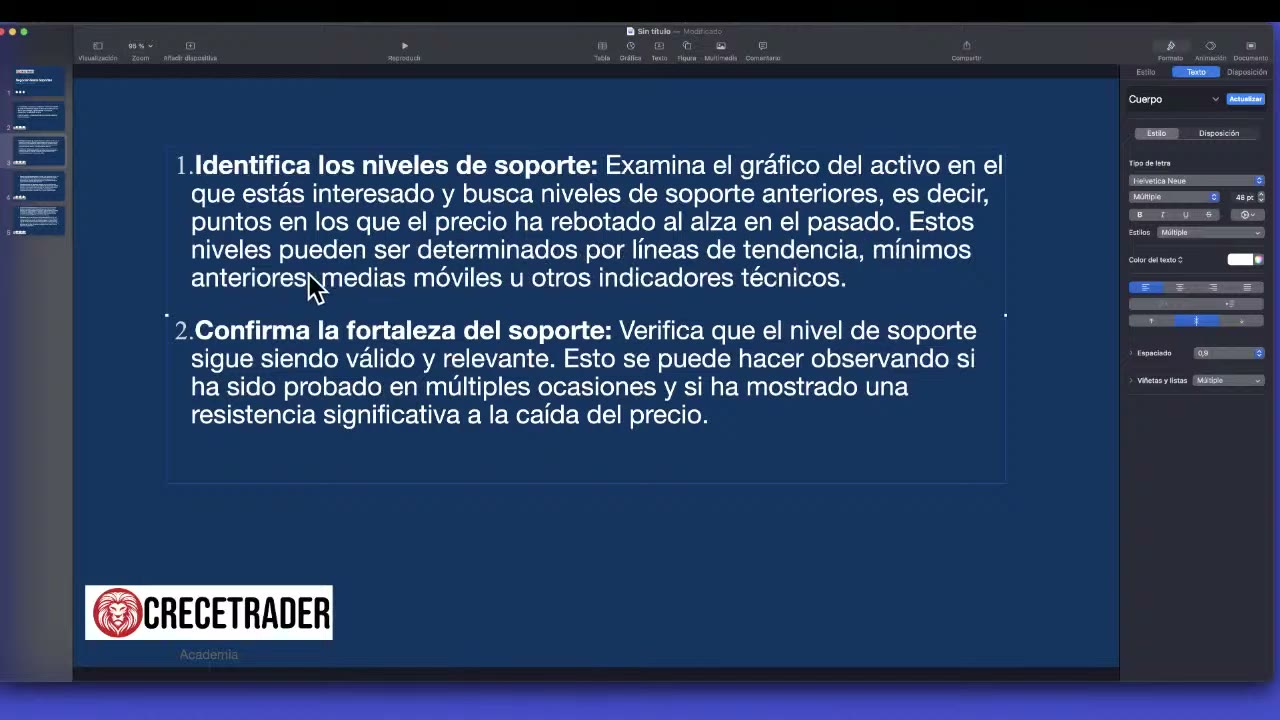 Sin título — Modificado
Visualización
95 %
Zoom
Añadir diapositiva
Reproducir
Tabla
Gráfica
Texto
Figura
Multimedia
Comentario
Compartir
Formato
Animación
Documento
Estilo
Texto
Disposición
1
2
3
4
5
1.Identifica los niveles de soporte: Examina el gráfico del activo en el
que estás interesado y busca niveles de soporte anteriores, es decir,
puntos en los que el precio ha rebotado al alza en el pasado. Estos
niveles pueden ser determinados por líneas de tendencia, mínimos
anteriores, medias móviles u otros indicadores técnicos.
2.Confirma la fortaleza del soporte: Verifica que el nivel de soporte
sigue siendo válido y relevante. Esto se puede hacer observando si
ha sido probado en múltiples ocasiones y si ha mostrado una
resistencia significativa a la caída del precio.
CRECETRADER
Academia
Cuerpo
Actualizar
Estilo
Disposición
Tipo de letra
Helvetica Neue
Múltiple
48 pt
B I U S
Estilos
Múltiple
Color del texto
Espaciado
0,9
Viñetas y listas
Múltiple